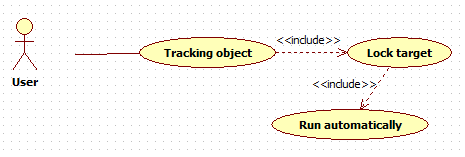 <<include>>
Tracking object
Lock target
User
<<include>>
Run automatically